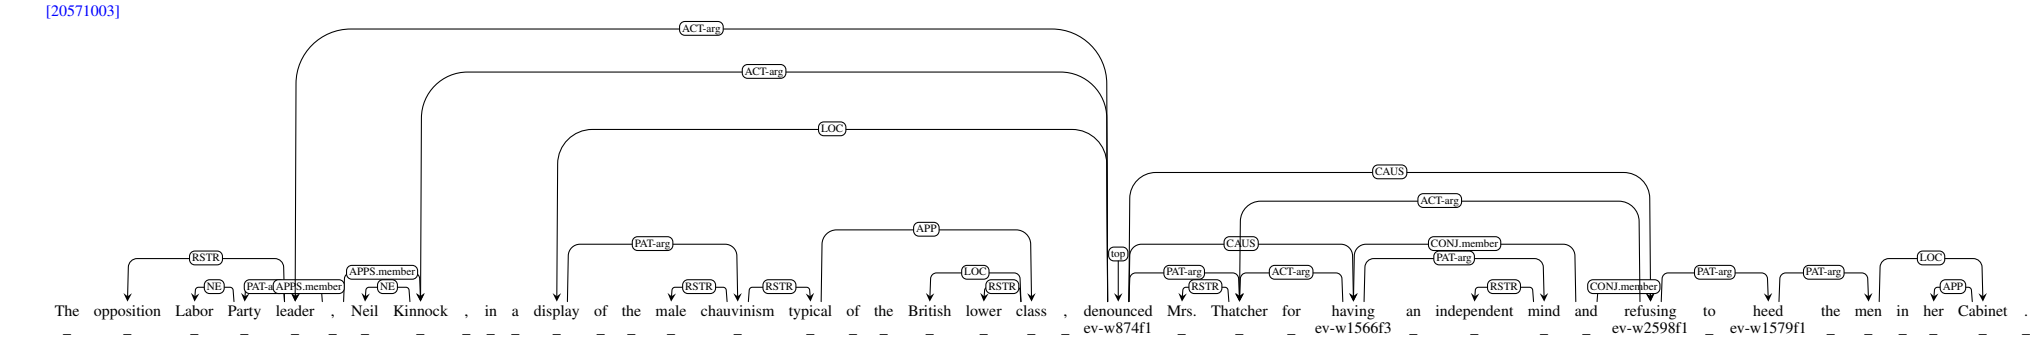 [20571003]
ACT-arg
ACT-arg
LOC
CAUS
ACT-arg
APP
PAT-arg CAUS CONJ.member
RSTR top PAT-arg LOC
APPS.member LOC PAT-arg ACT-arg PAT-arg PAT-arg
NE PAT-a APPS.member NE RSTR RSTR RSTR RSTR RSTR CONJ.member APP
The opposition Labor Party leader , Neil Kinnock , in a display of the male chauvinism typical of the British lower class , denounced Mrs. Thatcher for having an independent mind and refusing to heed the men in her Cabinet .
_ _ _ _ _ _ _ _ _ _ _ _ _ _ _ _ _ _ _ _ _ _ _ ev-w874f1 _ _ _ ev-w1566f3 _ _ _ _ ev-w2598f1 _ ev-w1579f1 _ _ _ _ _ _